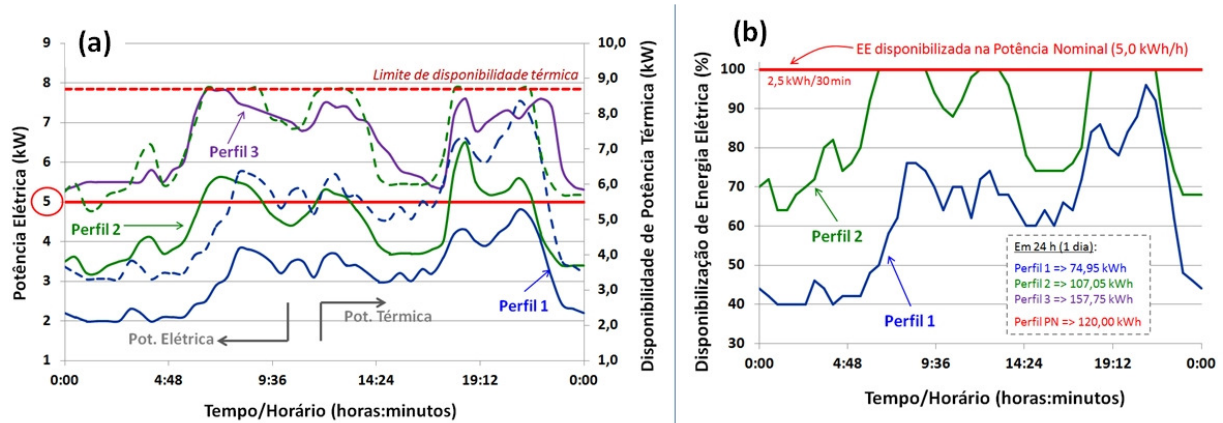 (a)
Potência Elétrica (kW)
9
8
7
6
5
4
3
2
1
Limite de disponibilidade térmica
Perfil 3
Perfil 2
Perfil 1
Pot. Térmica
Pot. Elétrica
10,0
9,0
8,0
7,0
6,0
5,0
4,0
3,0
2,0
1,0
Disponibilidade de Potência Térmica (kW)
0:00 4:48 9:36 14:24 19:12 0:00
Tempo/Horário (horas:minutos)
(b)
EE disponibilizada na Potência Nominal (5,0 kWh/h)
Disponibilização de Energia Elétrica (%)
100
90
80
70
60
50
40
30
2,5 kWh/30min
Perfil 2
Perfil 1
Em 24 h (1 dia):
Perfil 1 => 74,95 kWh
Perfil 2 => 107,05 kWh
Perfil 3 => 157,75 kWh
Perfil PN => 120,00 kWh
0:00 4:48 9:36 14:24 19:12 0:00
Tempo/Horário (horas:minutos)